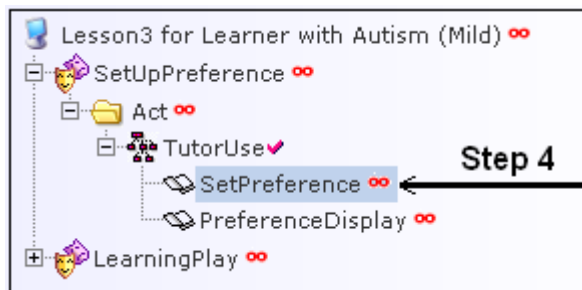 Lesson3 for Learner with Autism (Mild)
SetUpPreference
Act
TutorUse
SetPreference
Step 4
PreferenceDisplay
LearningPlay